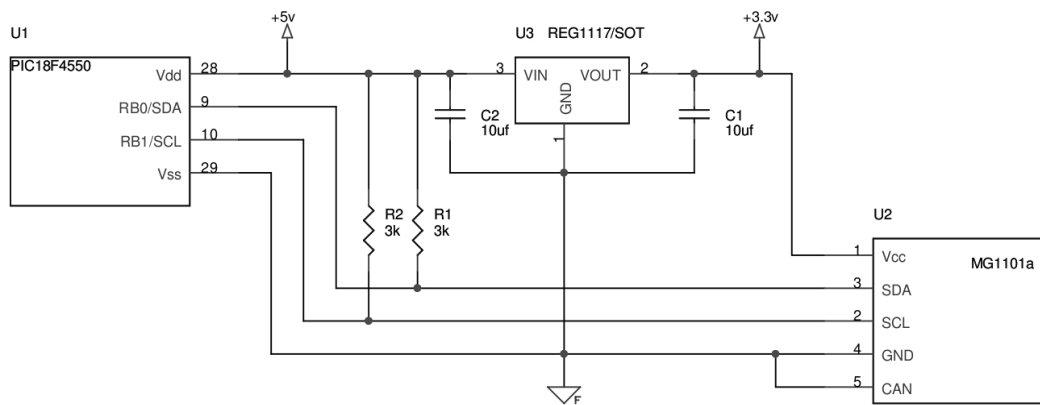 +5v
+3.3v
U1
U3 REG1117/SOT
PIC18F4550
Vdd 28
3 VIN VOUT 2
GND
1
RB0/SDA 9
C2
10uf
C1
10uf
RB1/SCL 10
Vss 29
R2
3k
R1
3k
U2
1 Vcc
MG1101a
3 SDA
2 SCL
4 GND
5 CAN
F